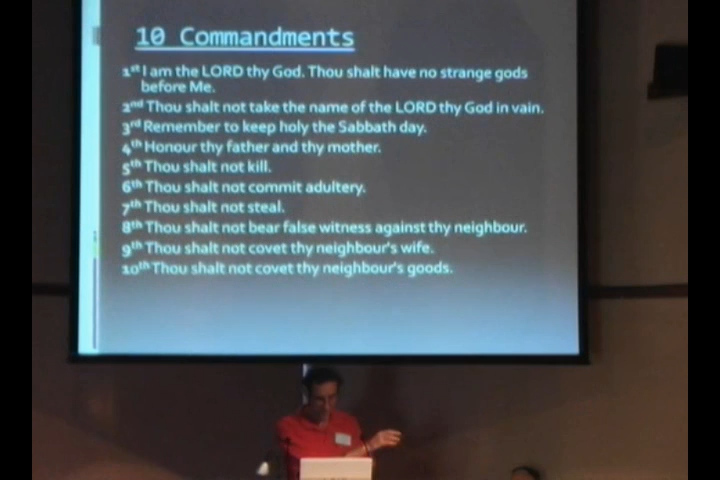 10 Commandments
1st I am the LORD thy God. Thou shalt have no strange gods
before Me.
2nd Thou shalt not take the name of the LORD thy God in vain.
3rd Remember to keep holy the Sabbath day.
4th Honour thy father and thy mother.
5th Thou shalt not kill.
6th Thou shalt not commit adultery.
7th Thou shalt not steal.
8th Thou shalt not bear false witness against thy neighbour.
9th Thou shalt not covet thy neighbour's wife.
10th Thou shalt not covet thy neighbour's goods.